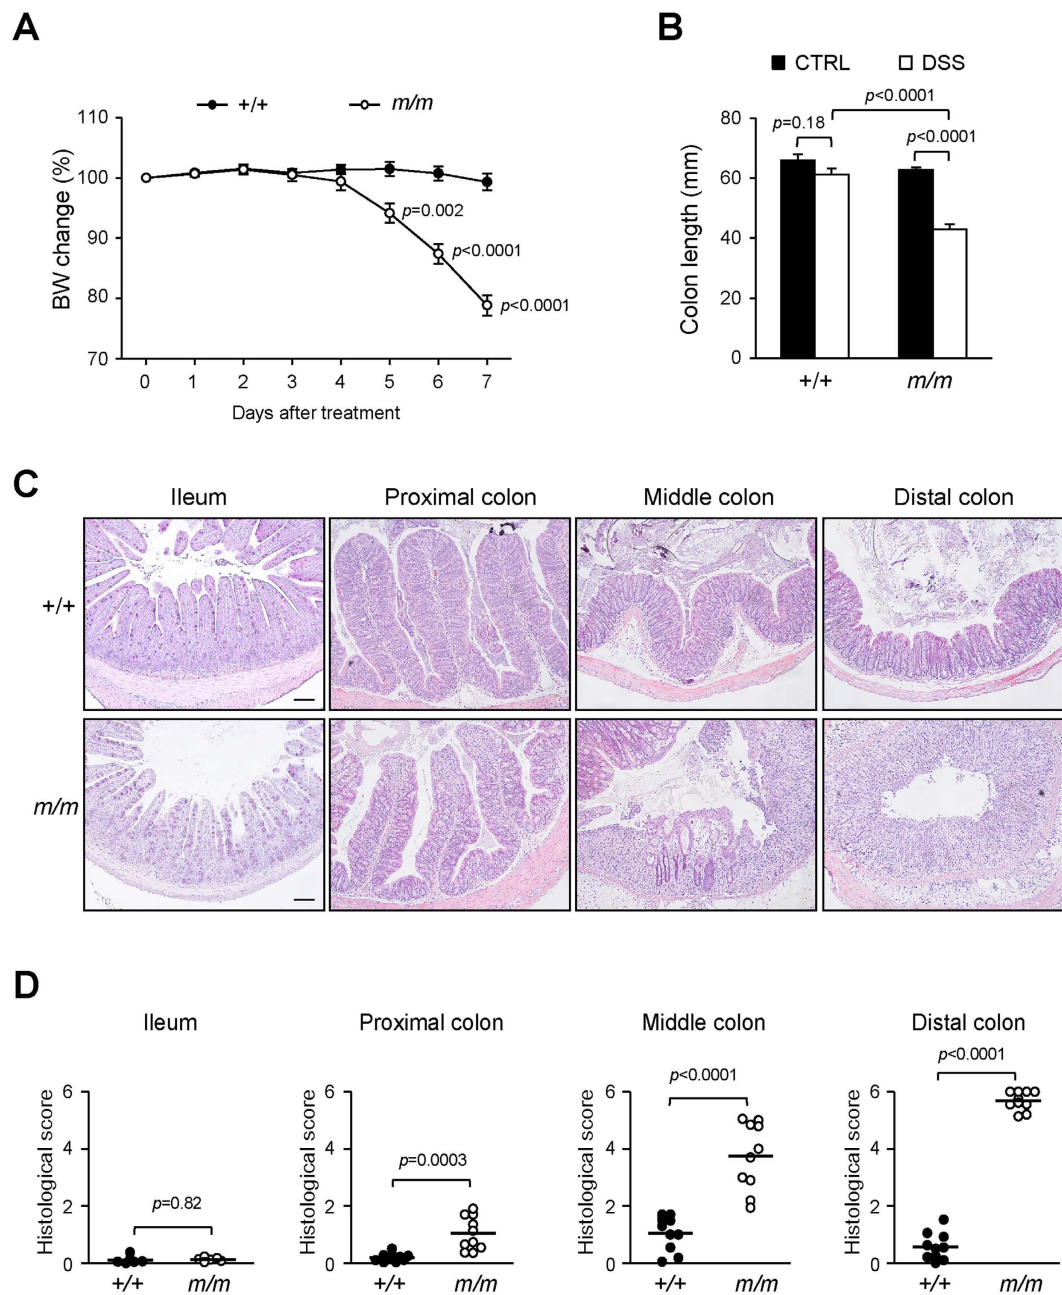 A
+/+
m/m
110
100
90
80
70
BW change (%)
p=0.002
p<0.0001
p<0.0001
0 1 2 3 4 5 6 7
Days after treatment
B
CTRL DSS
p<0.0001
p=0.18
p<0.0001
80
60
40
20
0
Colon length (mm)
+/+ m/m
C
Ileum Proximal colon Middle colon Distal colon
+/+
m/m
D
Ileum
p=0.82
6
4
2
0
Histological score
+/+ m/m
Proximal colon
p=0.0003
6
4
2
0
Histological score
+/+ m/m
Middle colon
p<0.0001
6
4
2
0
Histological score
+/+ m/m
Distal colon
p<0.0001
6
4
2
0
Histological score
+/+ m/m